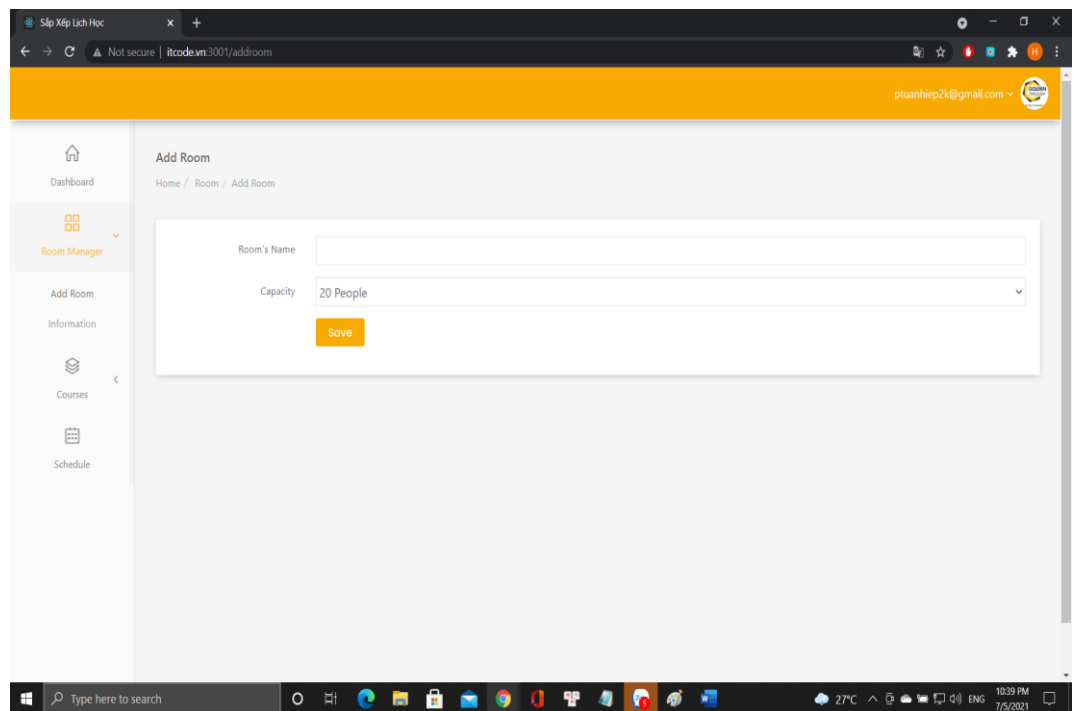 Sắp Xếp Lịch Học
Not secure | itcode.vn:3001/addroom
H
ptuanhiep2k@gmail.com
GOLDEN
Dashboard
Room Manager
Add Room
Information
Courses
Schedule
Add Room
Home / Room / Add Room
Room's Name
Capacity
20 People
Save
Type here to search
27°C
ENG
10:39 PM
7/5/2021